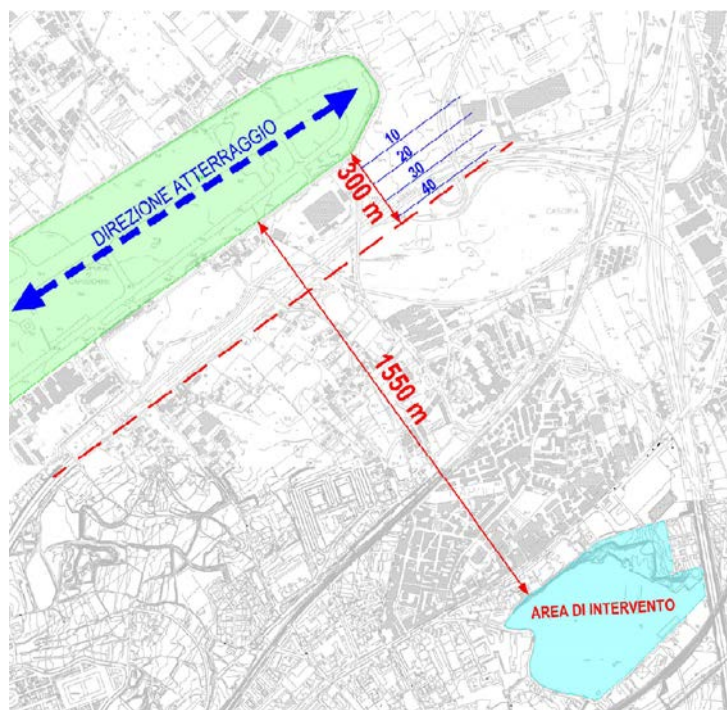 DIREZIONE ATTERRAGGIO
10
20
30
40
300 m
CASORIA
1550 m
AREA DI INTERVENTO